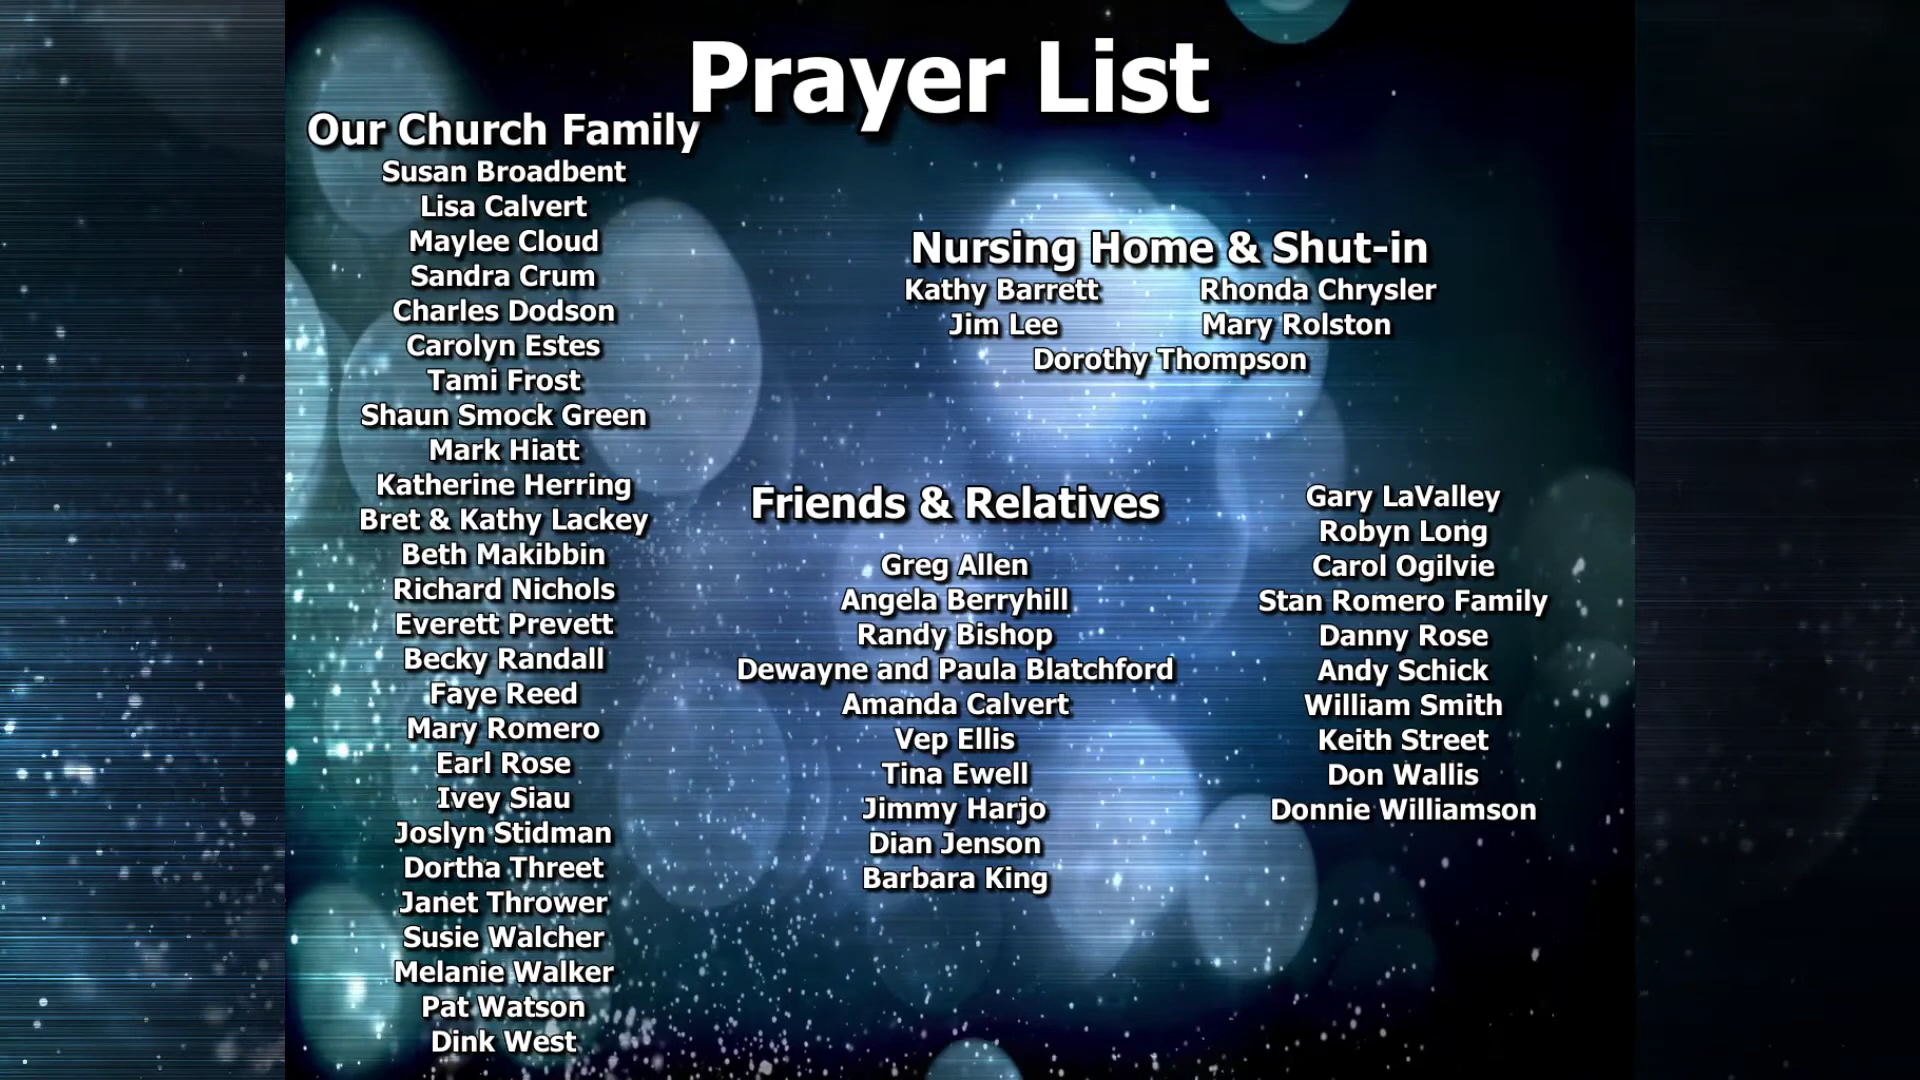 Prayer List
Our Church Family
Susan Broadbent
Lisa Calvert
Maylee Cloud
Sandra Crum
Charles Dodson
Carolyn Estes
Tami Frost
Shaun Smock Green
Mark Hiatt
Katherine Herring
Bret & Kathy Lackey
Beth Makibbin
Richard Nichols
Everett Prevett
Becky Randall
Faye Reed
Mary Romero
Earl Rose
Ivey Siau
Joslyn Stidman
Dortha Threet
Janet Thrower
Susie Walcher
Melanie Walker
Pat Watson
Dink West
Nursing Home & Shut-in
Kathy Barrett Rhonda Chrysler
Jim Lee Mary Rolston
Dorothy Thompson
Friends & Relatives
Greg Allen
Angela Berryhill
Randy Bishop
Dewayne and Paula Blatchford
Amanda Calvert
Vep Ellis
Tina Ewell
Jimmy Harjo
Dian Jenson
Barbara King
Gary LaValley
Robyn Long
Carol Ogilvie
Stan Romero Family
Danny Rose
Andy Schick
William Smith
Keith Street
Don Wallis
Donnie Williamson